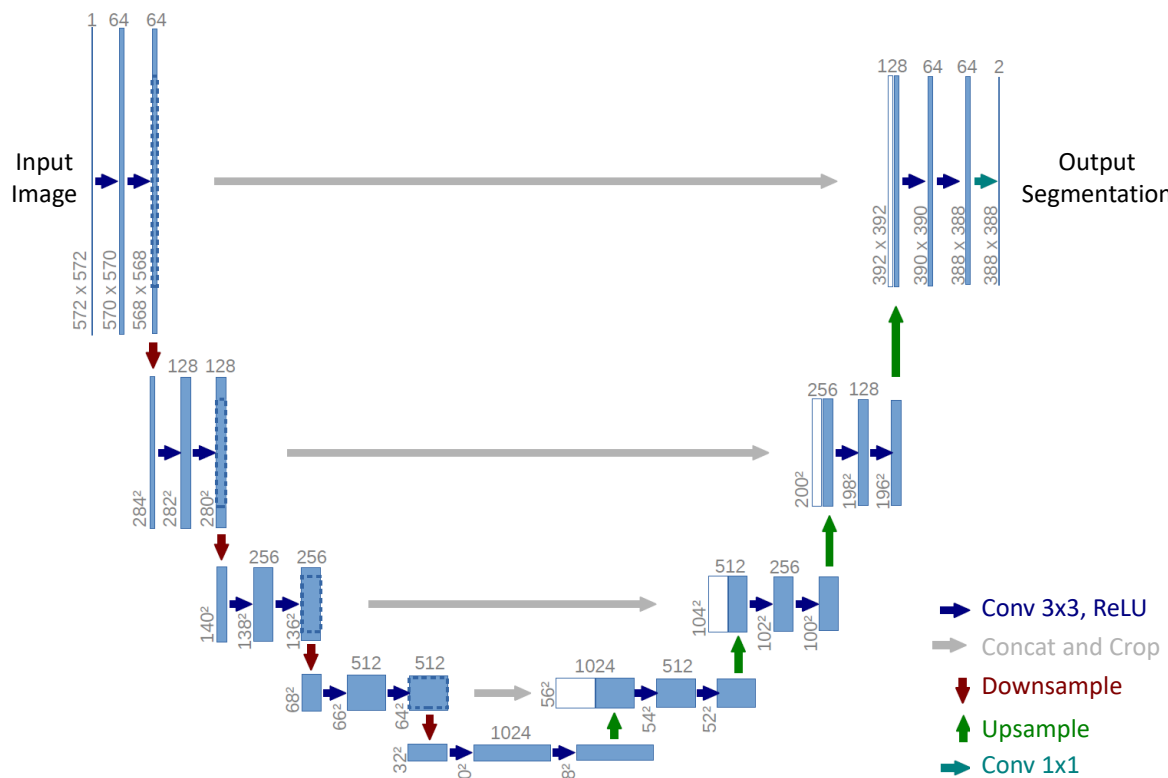 1 64 64
128 64 64 2
Input
Image
Output
Segmentation
572 x 572
570 x 570
568 x 568
392 x 392
390 x 390
388 x 388
388 x 388
128 128
256 128
284²
282²
280²
200²
198²
196²
256 256
512 256
140²
138²
136²
104²
102²
100²
512 512
1024 512
68²
66²
64²
56²
54²
52²
1024
32²
0²
8²
Conv 3x3, ReLU
Concat and Crop
Downsample
Upsample
Conv 1x1